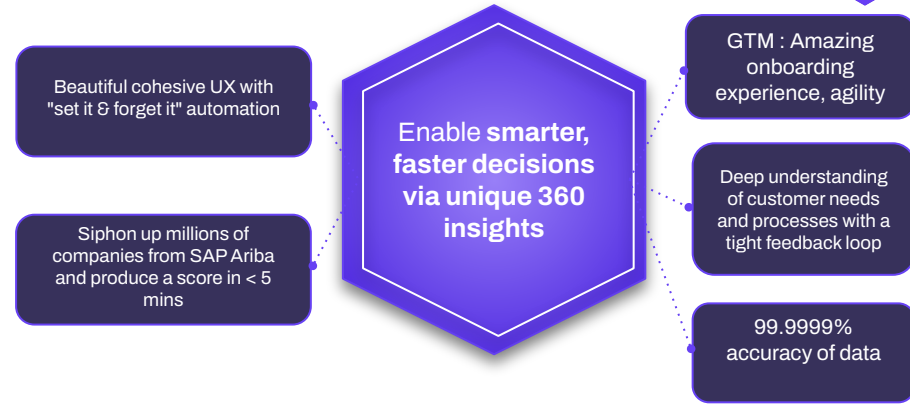 Beautiful cohesive UX with
"set it & forget it" automation
Siphon up millions of
companies from SAP Ariba
and produce a score in < 5
mins
Enable smarter,
faster decisions
via unique 360
insights
GTM : Amazing
onboarding
experience, agility
Deep understanding
of customer needs
and processes with a
tight feedback loop
99.9999%
accuracy of data